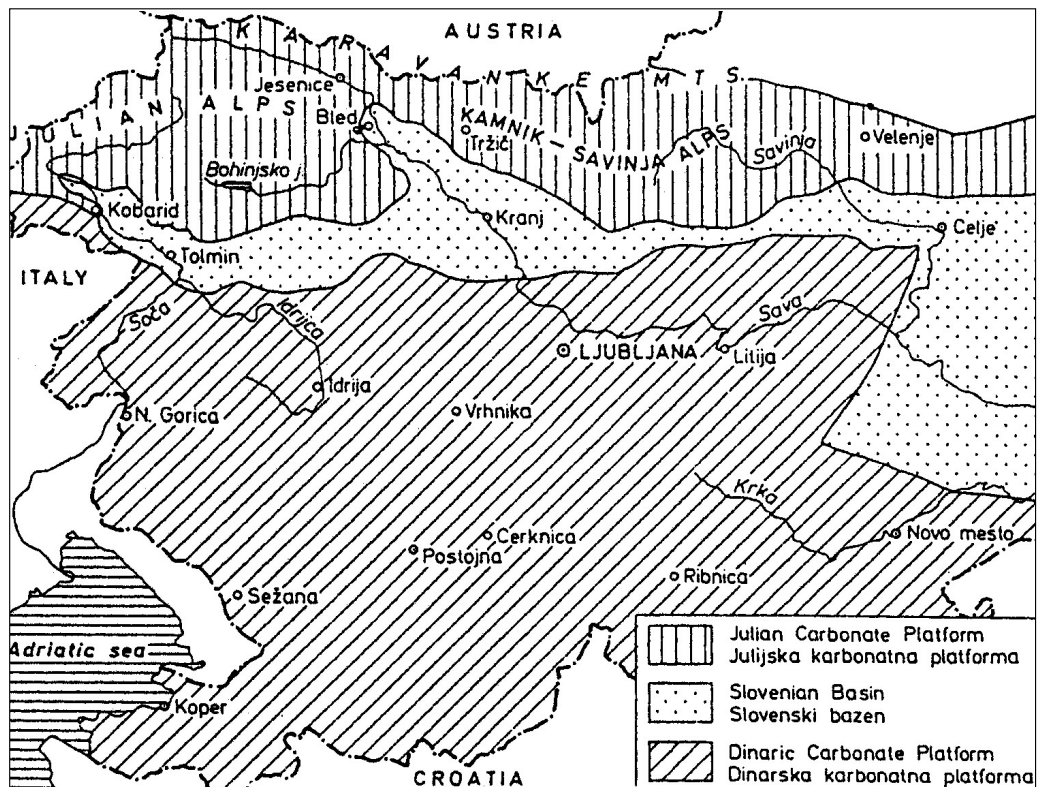 AUSTRIA
KARAVANKE MTS
JULIAN ALPS
Jesenice
Bled
KAMNIK – SAVINJA ALPS
Tržič
Savinja
Velenje
Bohinjsko j.
Kobarid
Kranj
Celje
Tolmin
ITALY
Soča
Idrijca
Sava
LJUBLJANA
Litija
Idrija
N. Gorica
Vrhnika
Krka
Cerknica
Postojna
Novo mesto
Ribnica
Sežana
Adriatic sea
Koper
CROATIA
Julian Carbonate Platform
Julijska karbonatna platforma
Slovenian Basin
Slovenski bazen
Dinaric Carbonate Platform
Dinarska karbonatna platforma